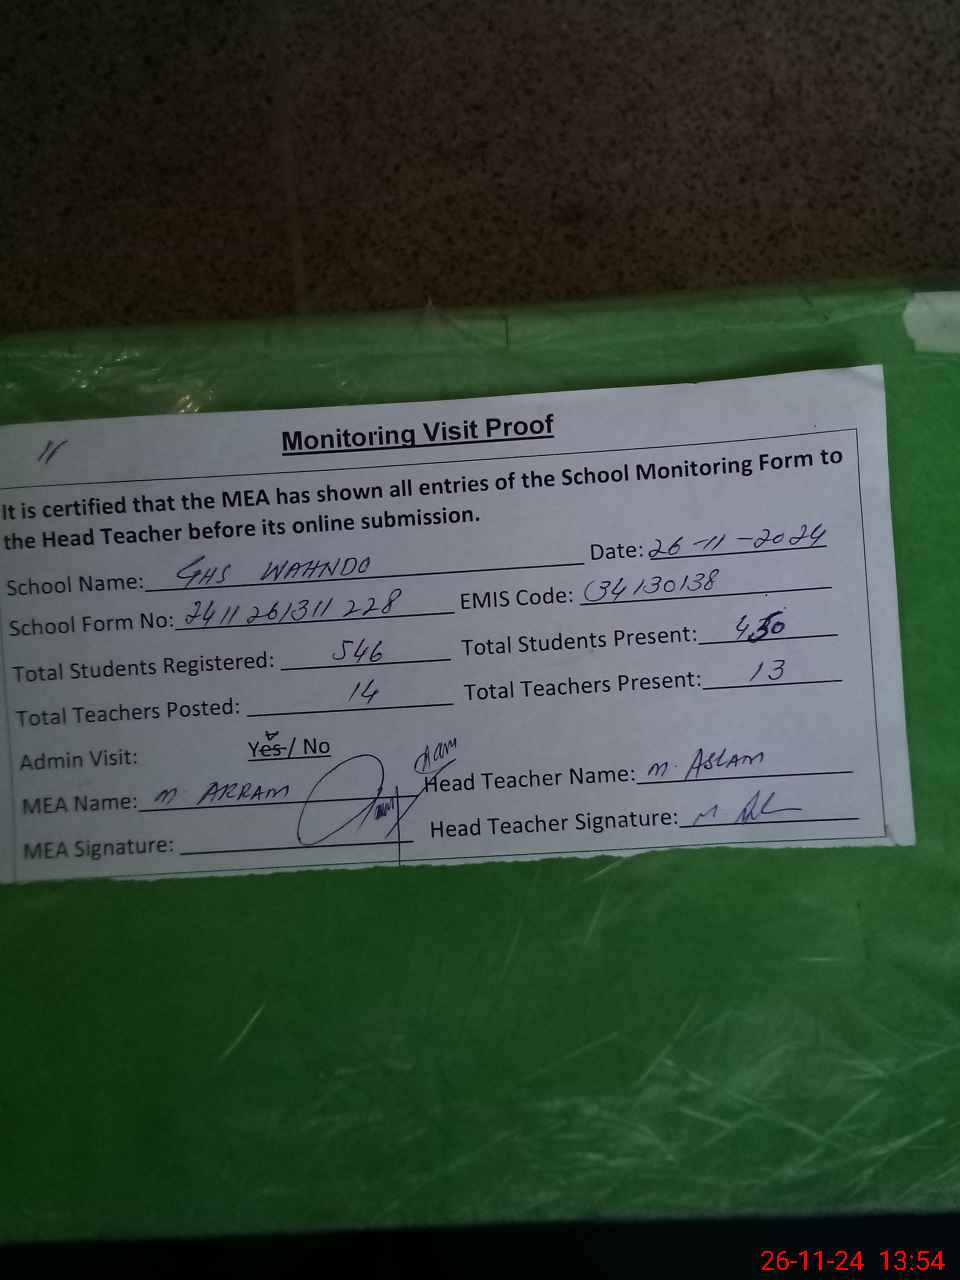 11
Monitoring Visit Proof
It is certified that the MEA has shown all entries of the School Monitoring Form to
the Head Teacher before its online submission.
School Name: GHS WAHNDO Date: 26-11-2024
School Form No: 2411261311228 EMIS Code: 34130138
Total Students Registered: 546 Total Students Present: 450
Total Teachers Posted: 14 Total Teachers Present: 13
Admin Visit: Yes / No
MEA Name: M. AKRAM Head Teacher Name: M. ASLAM
MEA Signature: Head Teacher Signature:
26-11-24 13:54